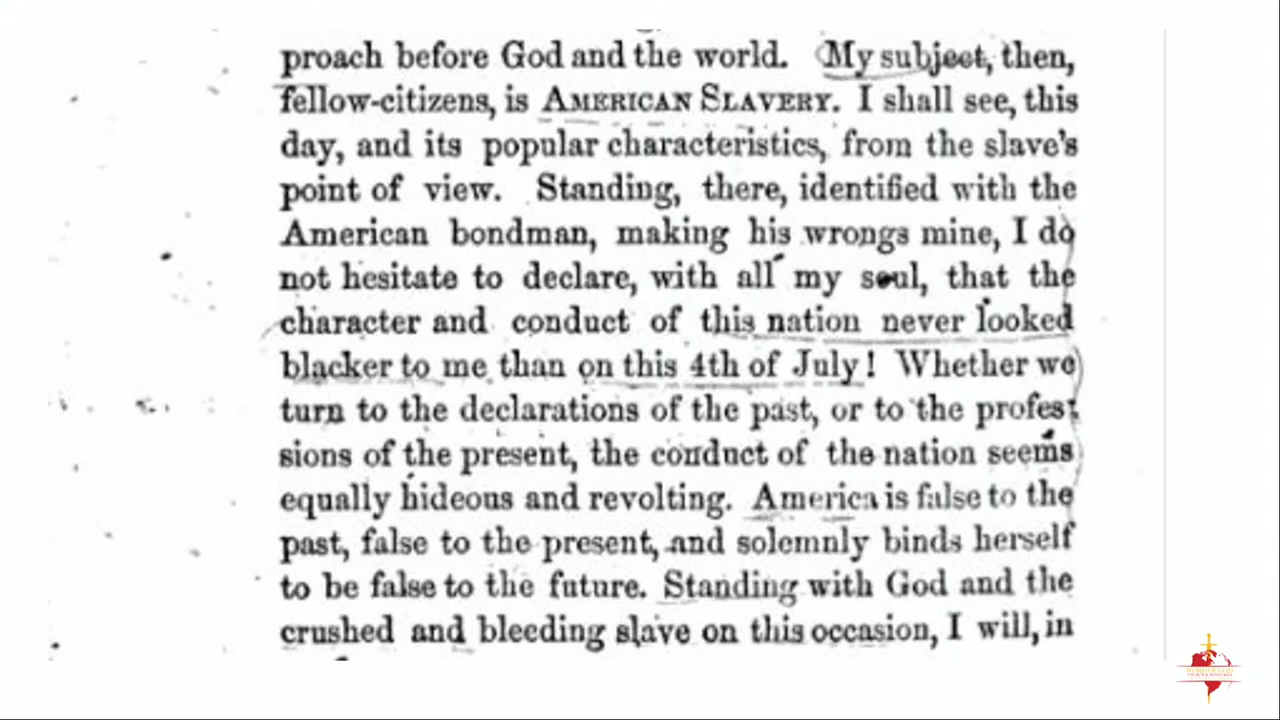 proach before God and the world. My subject, then,
fellow-citizens, is AMERICAN SLAVERY. I shall see, this
day, and its popular characteristics, from the slave's
point of view. Standing, there, identified with the
American bondman, making his wrongs mine, I do
not hesitate to declare, with all my soul, that the
character and conduct of this nation never looked
blacker to me than on this 4th of July! Whether we
turn to the declarations of the past, or to the profes-
sions of the present, the conduct of the nation seems
equally hideous and revolting. America is false to the
past, false to the present, and solemnly binds herself
to be false to the future. Standing with God and the
crushed and bleeding slave on this occasion, I will, in